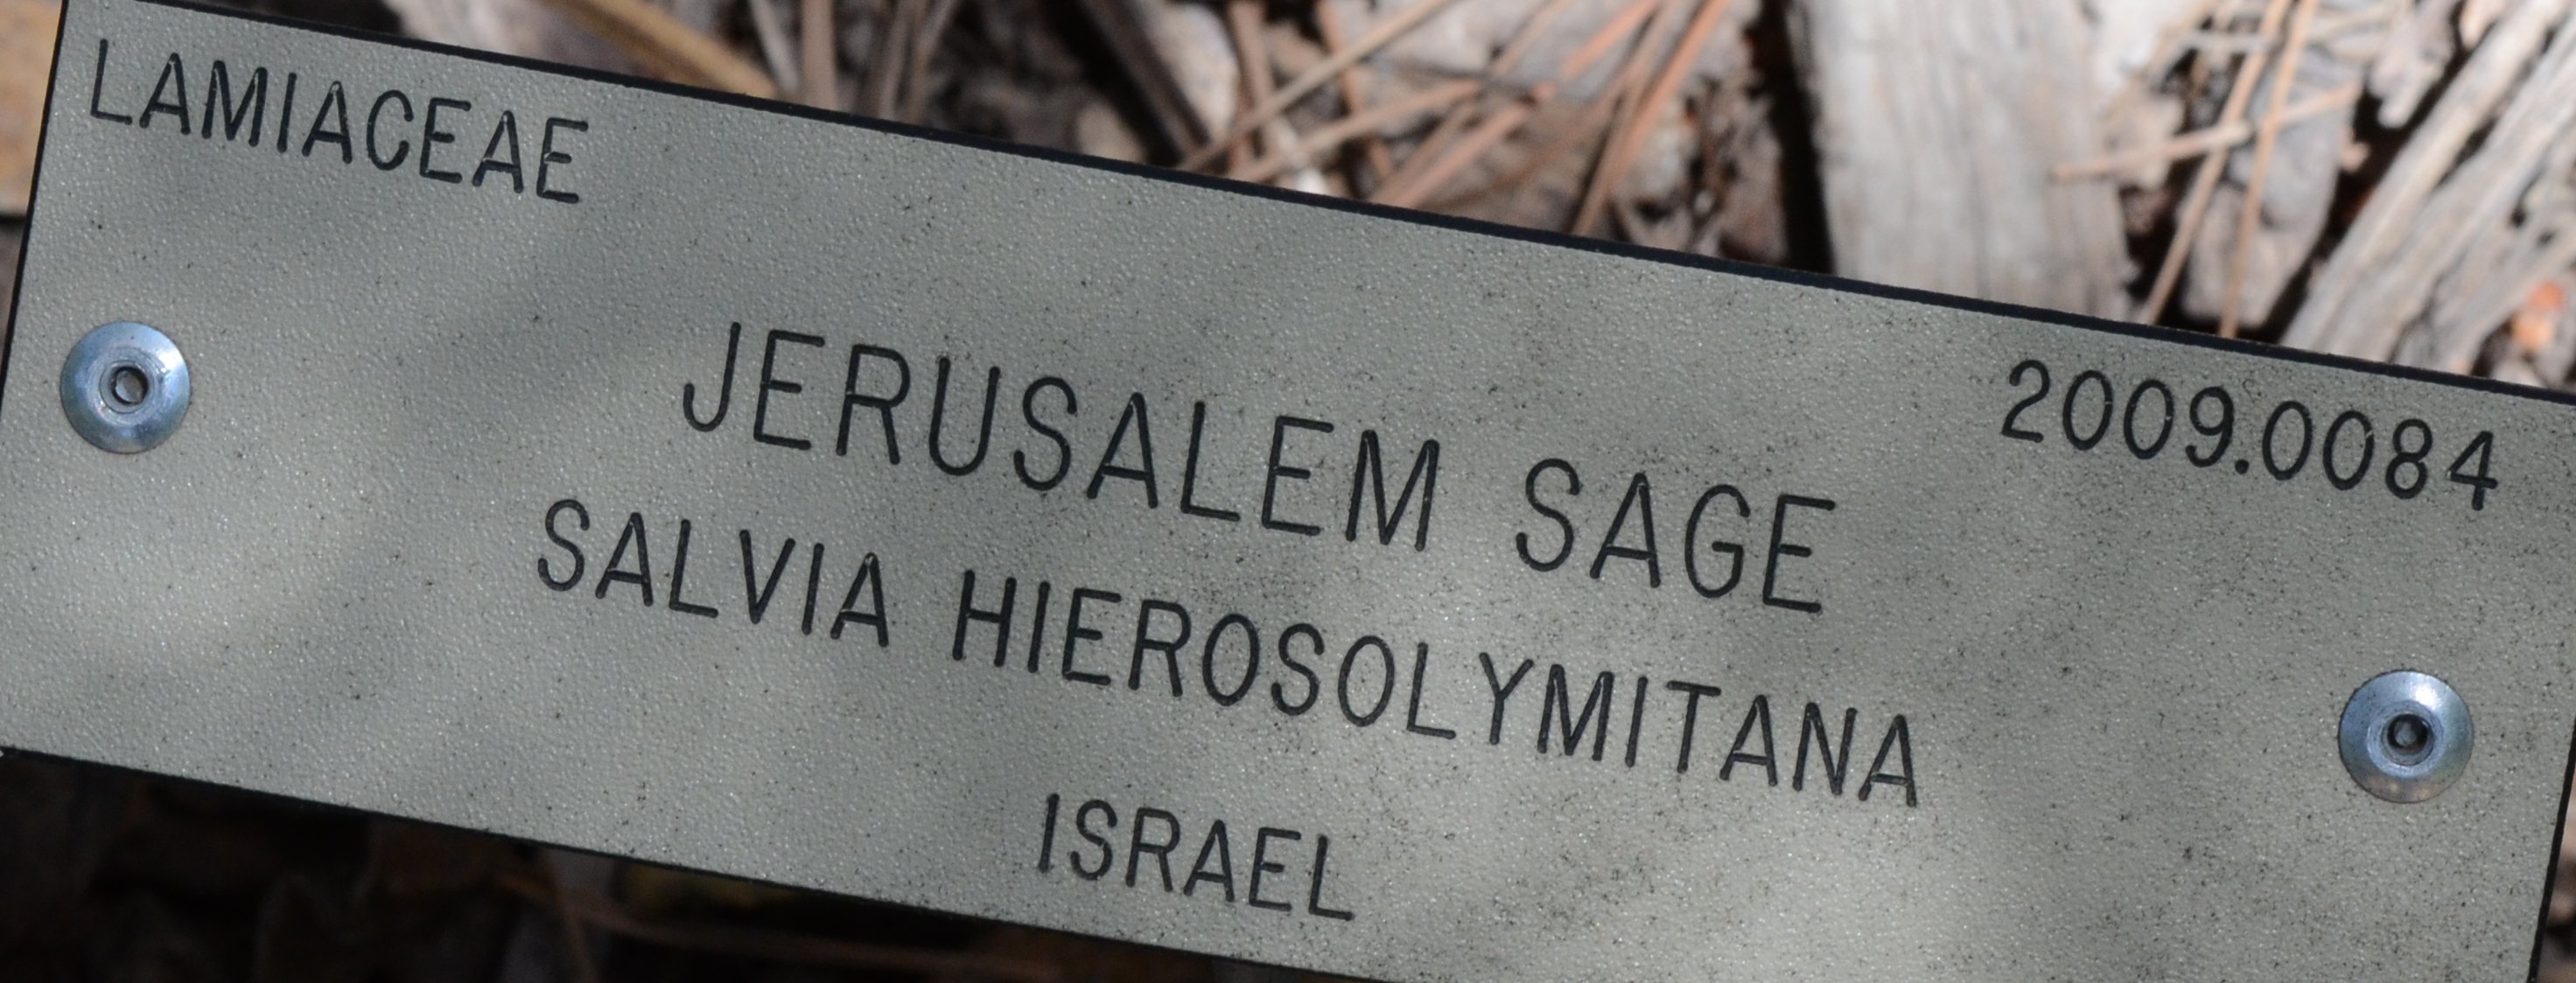 LAMIACEAE
2009.0084
JERUSALEM SAGE
SALVIA HIEROSOLYMITANA
ISRAEL